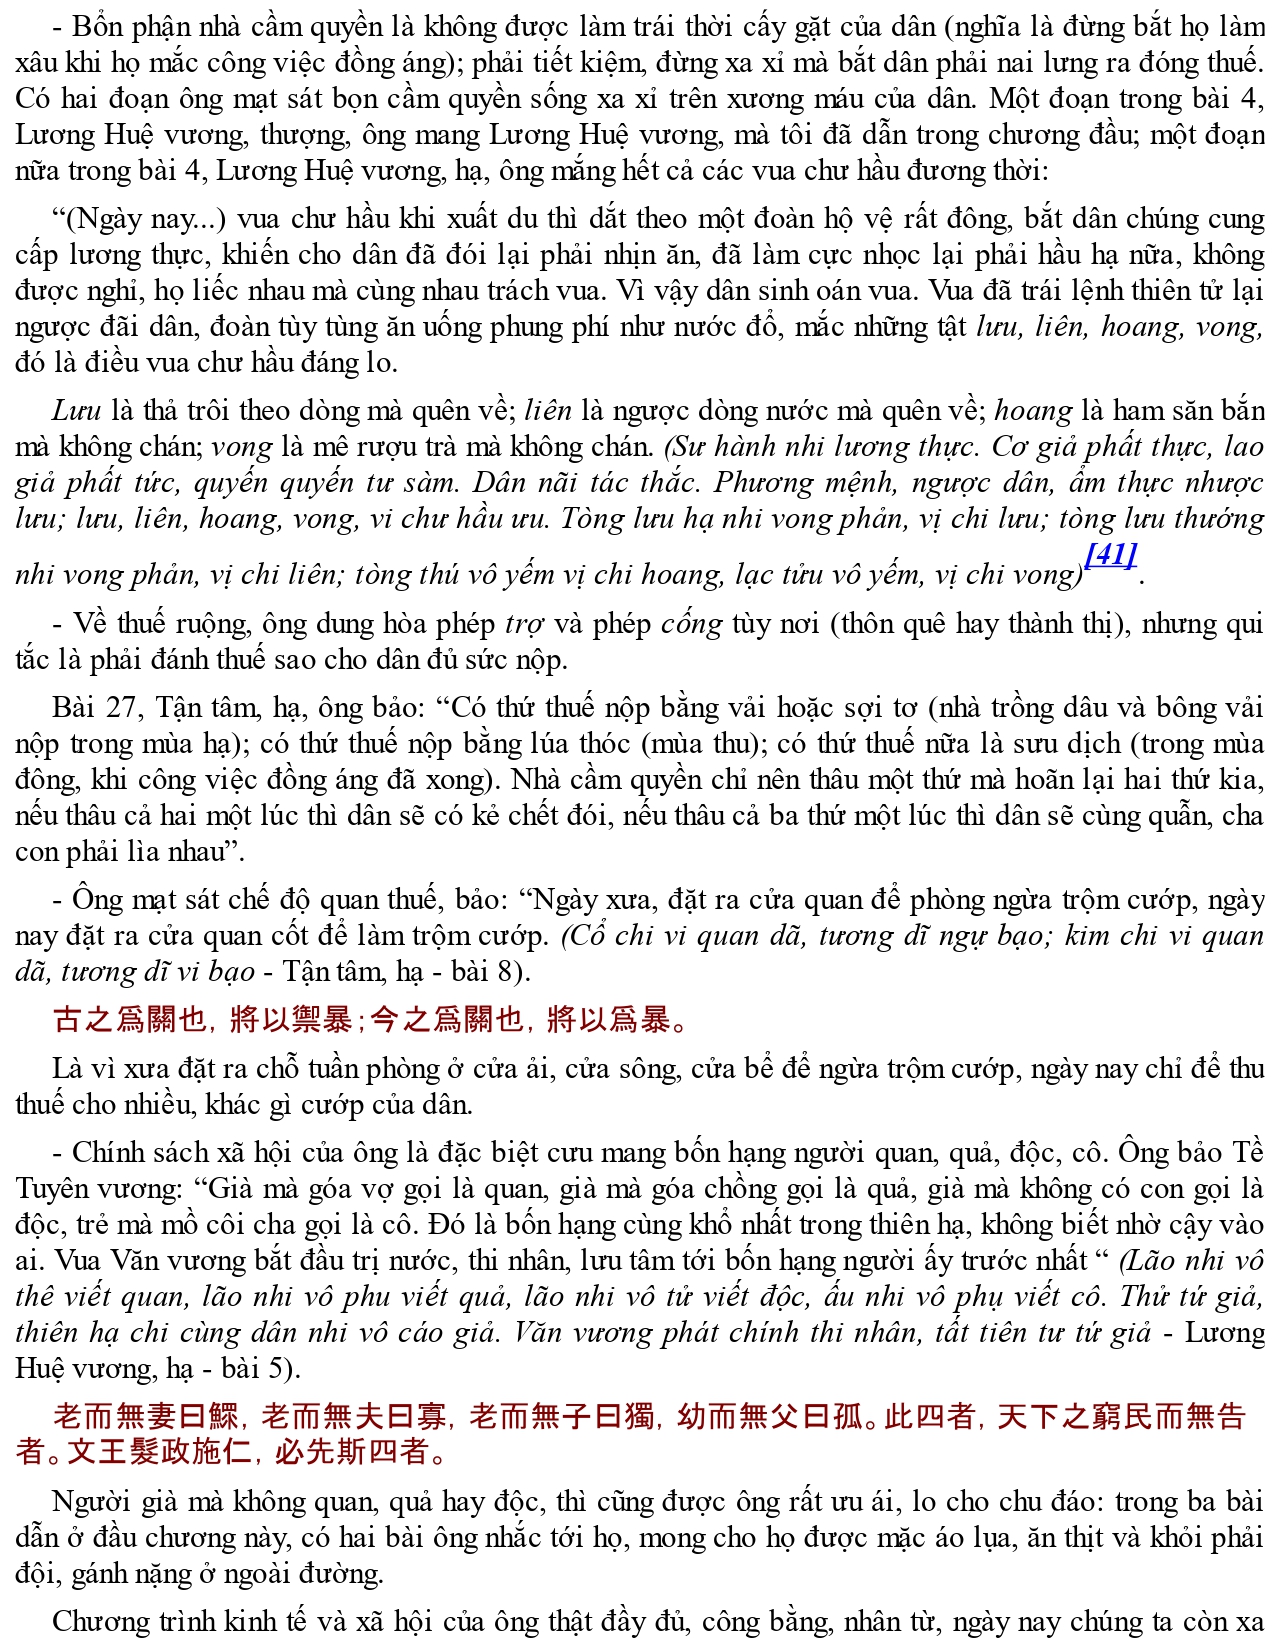 - Bổn phận nhà cầm quyền là không được làm trái thời cấy gặt của dân (nghĩa là đừng bắt họ làm
xâu khi họ mắc công việc đồng áng); phải tiết kiệm, đừng xa xỉ mà bắt dân phải nai lưng ra đóng thuế.
Có hai đoạn ông mạt sát bọn cầm quyền sống xa xỉ trên xương máu của dân. Một đoạn trong bài 4,
Lương Huệ vương, thượng, ông mang Lương Huệ vương, mà tôi đã dẫn trong chương đầu; một đoạn
nữa trong bài 4, Lương Huệ vương, hạ, ông mắng hết cả các vua chư hầu đương thời:
“(Ngày nay...) vua chư hầu khi xuất du thì dắt theo một đoàn hộ vệ rất đông, bắt dân chúng cung
cấp lương thực, khiến cho dân đã đói lại phải nhịn ăn, đã làm cực nhọc lại phải hầu hạ nữa, không
được nghỉ, họ liếc nhau mà cùng nhau trách vua. Vì vậy dân sinh oán vua. Vua đã trái lệnh thiên tử lại
ngược đãi dân, đoàn tùy tùng ăn uống phung phí như nước đổ, mắc những tật lưu, liên, hoang, vong,
đó là điều vua chư hầu đáng lo.
Lưu là thả trôi theo dòng mà quên về; liên là ngược dòng nước mà quên về; hoang là ham săn bắn
mà không chán; vong là mê rượu trà mà không chán. (Sư hành nhi lương thực. Cơ giả phất thực, lao
giả phất tức, quyến quyến tư sàm. Dân nãi tác thắc. Phương mệnh, ngược dân, ẩm thực nhược
lưu; lưu, liên, hoang, vong, vi chư hầu ưu. Tòng lưu hạ nhi vong phản, vị chi lưu; tòng lưu thướng
nhi vong phản, vị chi liên; tòng thú vô yếm vị chi hoang, lạc tửu vô yếm, vị chi vong)[41].
- Về thuế ruộng, ông dung hòa phép trợ và phép cống tùy nơi (thôn quê hay thành thị), nhưng qui
tắc là phải đánh thuế sao cho dân đủ sức nộp.
Bài 27, Tận tâm, hạ, ông bảo: “Có thứ thuế nộp bằng vải hoặc sợi tơ (nhà trồng dâu và bông vải
nộp trong mùa hạ); có thứ thuế nộp bằng lúa thóc (mùa thu); có thứ thuế nữa là sưu dịch (trong mùa
đông, khi công việc đồng áng đã xong). Nhà cầm quyền chỉ nên thâu một thứ mà hoãn lại hai thứ kia,
nếu thâu cả hai một lúc thì dân sẽ có kẻ chết đói, nếu thâu cả ba thứ một lúc thì dân sẽ cùng quẫn, cha
con phải lìa nhau”.
- Ông mạt sát chế độ quan thuế, bảo: “Ngày xưa, đặt ra cửa quan để phòng ngừa trộm cướp, ngày
nay đặt ra cửa quan cốt để làm trộm cướp. (Cổ chi vi quan dã, tương dĩ ngự bạo; kim chi vi quan
dã, tương dĩ vi bạo - Tận tâm, hạ - bài 8).
古之爲關也, 將以禦暴;今之爲關也, 將以爲暴。
Là vì xưa đặt ra chỗ tuần phòng ở cửa ải, cửa sông, cửa bể để ngừa trộm cướp, ngày nay chỉ để thu
thuế cho nhiều, khác gì cướp của dân.
- Chính sách xã hội của ông là đặc biệt cưu mang bốn hạng người quan, quả, độc, cô. Ông bảo Tề
Tuyên vương: “Già mà góa vợ gọi là quan, già mà góa chồng gọi là quả, già mà không có con gọi là
độc, trẻ mà mồ côi cha gọi là cô. Đó là bốn hạng cùng khổ nhất trong thiên hạ, không biết nhờ cậy vào
ai. Vua Văn vương bắt đầu trị nước, thi nhân, lưu tâm tới bốn hạng người ấy trước nhất “ (Lão nhi vô
thê viết quan, lão nhi vô phu viết quả, lão nhi vô tử viết độc, ấu nhi vô phụ viết cô. Thử tứ giả,
thiên hạ chi cùng dân nhi vô cáo giả. Văn vương phát chính thi nhân, tất tiên tư tứ giả - Lương
Huệ vương, hạ - bài 5).
老而無妻曰鰥, 老而無夫曰寡, 老而無子曰獨, 幼而無父曰孤。此四者, 天下之窮民而無告
者。文王髮政施仁, 必先斯四者。
Người già mà không quan, quả hay độc, thì cũng được ông rất ưu ái, lo cho chu đáo: trong ba bài
dẫn ở đầu chương này, có hai bài ông nhắc tới họ, mong cho họ được mặc áo lụa, ăn thịt và khỏi phải
đội, gánh nặng ở ngoài đường.
Chương trình kinh tế và xã hội của ông thật đầy đủ, công bằng, nhân từ, ngày nay chúng ta còn xa